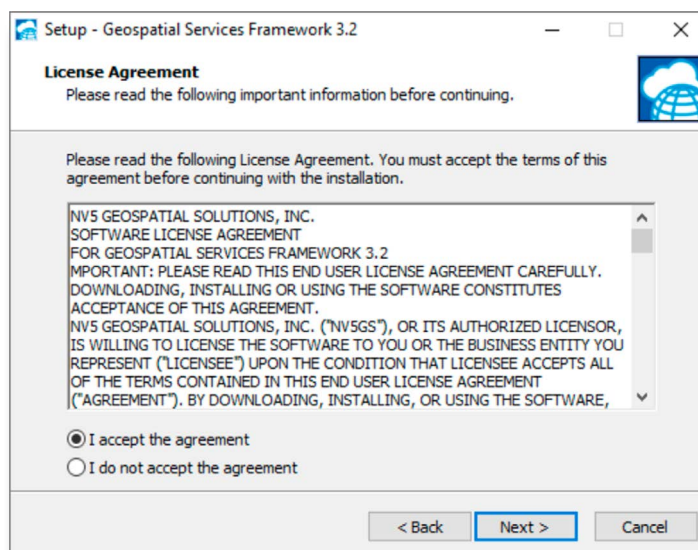 Setup - Geospatial Services Framework 3.2
License Agreement
Please read the following important information before continuing.
Please read the following License Agreement. You must accept the terms of this
agreement before continuing with the installation.
NV5 GEOSPATIAL SOLUTIONS, INC.
SOFTWARE LICENSE AGREEMENT
FOR GEOSPATIAL SERVICES FRAMEWORK 3.2
MPORTANT: PLEASE READ THIS END USER LICENSE AGREEMENT CAREFULLY.
DOWNLOADING, INSTALLING OR USING THE SOFTWARE CONSTITUTES
ACCEPTANCE OF THIS AGREEMENT.
NV5 GEOSPATIAL SOLUTIONS, INC. ("NV5GS"), OR ITS AUTHORIZED LICENSOR,
IS WILLING TO LICENSE THE SOFTWARE TO YOU OR THE BUSINESS ENTITY YOU
REPRESENT ("LICENSEE") UPON THE CONDITION THAT LICENSEE ACCEPTS ALL
OF THE TERMS CONTAINED IN THIS END USER LICENSE AGREEMENT
("AGREEMENT"). BY DOWNLOADING, INSTALLING, OR USING THE SOFTWARE,
I accept the agreement
I do not accept the agreement
< Back Next > Cancel